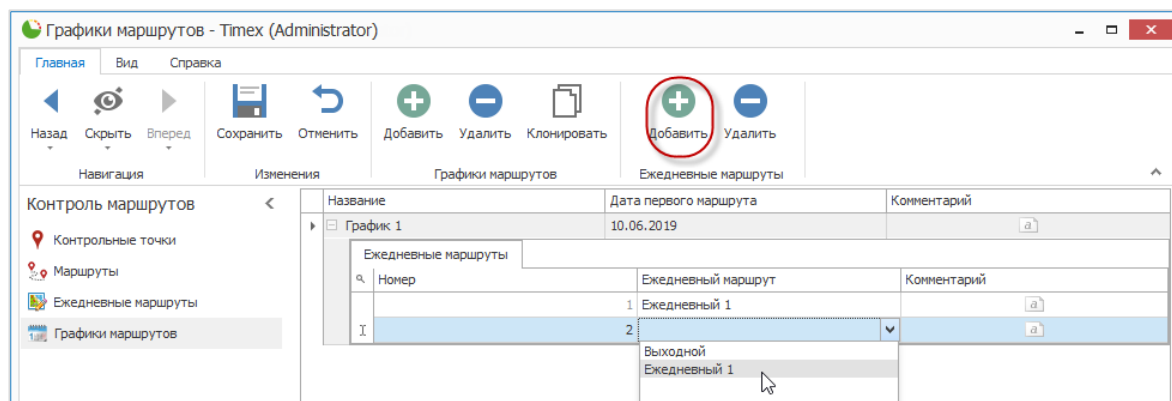 Графики маршрутов - Timex (Administrator)
Главная Вид Справка
Назад Скрыть Вперед Сохранить Отменить Добавить Удалить Клонировать Добавить Удалить
Навигация Изменения Графики маршрутов Ежедневные маршруты
Контроль маршрутов
Контрольные точки
Маршруты
Ежедневные маршруты
Графики маршрутов
Название Дата первого маршрута Комментарий
График 1 10.06.2019 a
Ежедневные маршруты
Номер Ежедневный маршрут Комментарий
1 Ежедневный 1 a
2 a
Выходной
Ежедневный 1